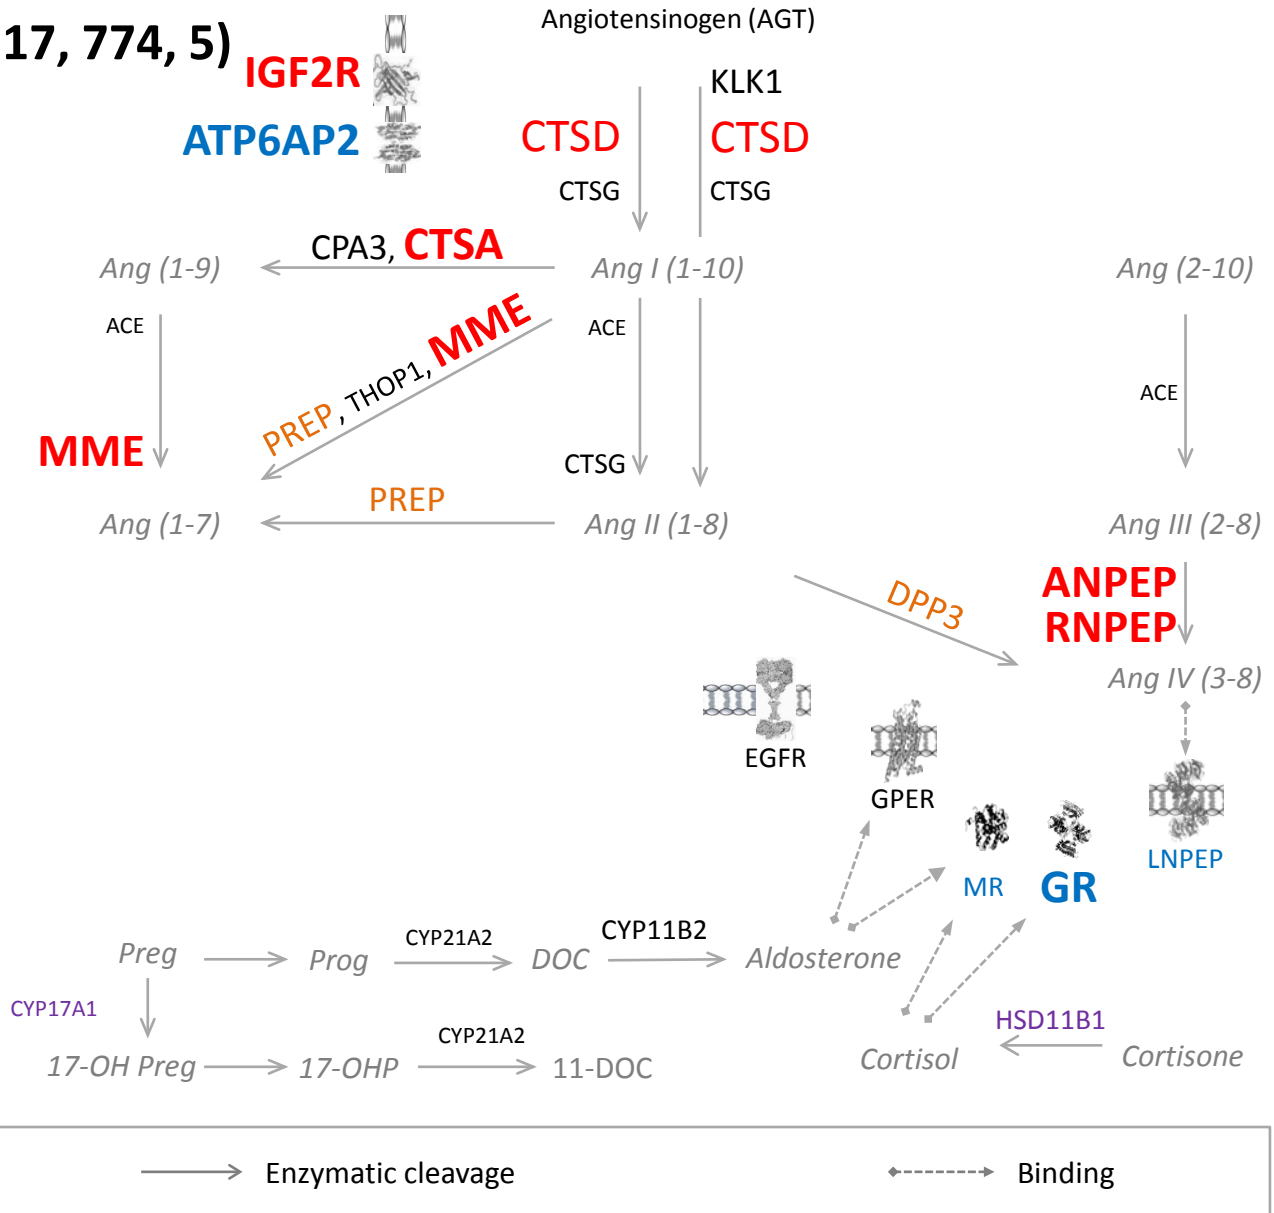 Angiotensinogen (AGT)
17, 774, 5)
IGF2R
ATP6AP2
KLK1
CTSD
CTSD
CTSG
CTSG
CPA3, CTSA
Ang (1-9)
Ang I (1-10)
Ang (2-10)
ACE
ACE
PREP, THOP1, MME
ACE
MME
CTSG
PREP
Ang (1-7)
Ang II (1-8)
Ang III (2-8)
ANPEP
RNPEP
DPP3
Ang IV (3-8)
EGFR
GPER
LNPEP
MR
GR
Preg
Prog
CYP21A2
DOC
CYP11B2
Aldosterone
CYP17A1
HSD11B1
17-OH Preg
17-OHP
CYP21A2
11-DOC
Cortisol
Cortisone
Enzymatic cleavage
Binding